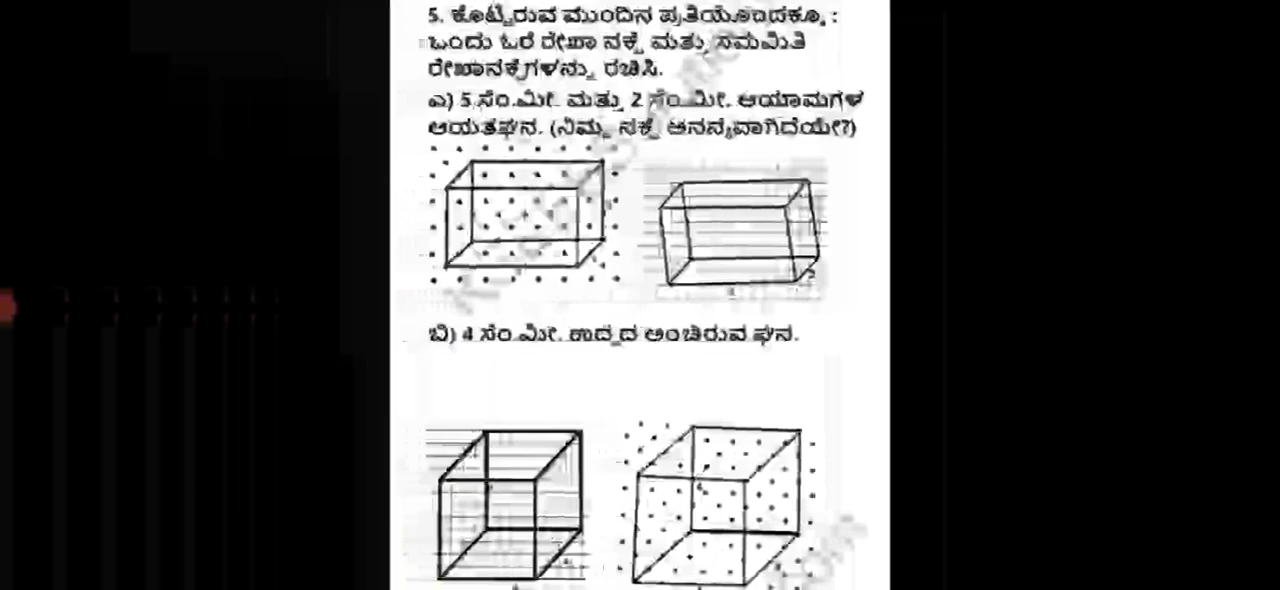 5. ಕೊಟ್ಟಿರುವ ಮುಂದಿನ ಪ್ರತಿಯೊಂದಕ್ಕೂ :
ಒಂದು ಓರೆ ರೇಖಾ ನಕ್ಷೆ ಮತ್ತು ಸಮಮಿತಿ
ರೇಖಾನಕ್ಷೆಗಳನ್ನು ರಚಿಸಿ.
ಎ) 5 ಸೆಂ.ಮೀ. ಮತ್ತು 2 ಸೆಂ.ಮೀ. ಆಯಾಮಗಳ
ಆಯತಘನ. (ನಿಮ್ಮ ನಕ್ಷೆ ಅನನ್ಯವಾಗಿದೆಯೇ?)
ಬಿ) 4 ಸೆಂ.ಮೀ. ಉದ್ದದ ಅಂಚಿರುವ ಘನ.